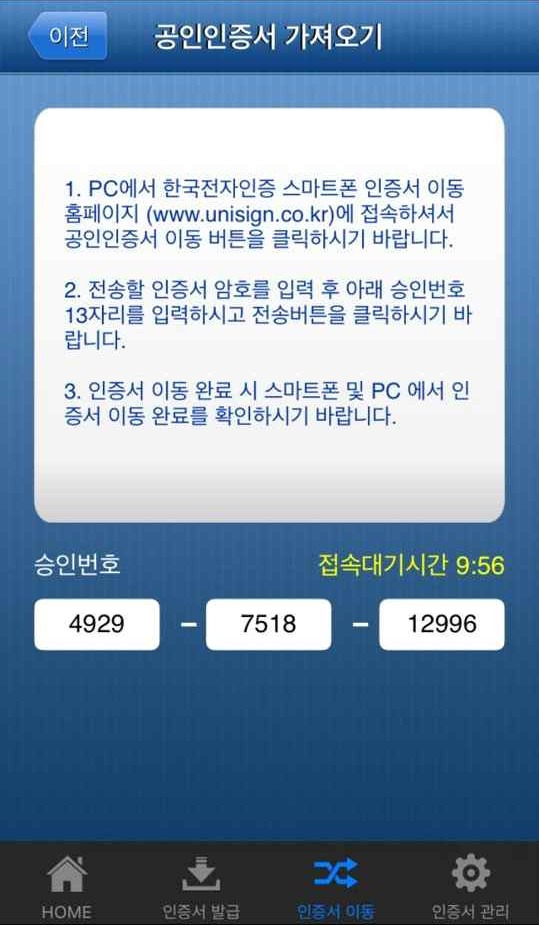 이전
공인인증서 가져오기
1. PC에서 한국전자인증 스마트폰 인증서 이동
홈페이지 (www.unisign.co.kr)에 접속하셔서
공인인증서 이동 버튼을 클릭하시기 바랍니다.
2. 전송할 인증서 암호를 입력 후 아래 승인번호
13자리를 입력하시고 전송버튼을 클릭하시기 바
랍니다.
3. 인증서 이동 완료 시 스마트폰 및 PC 에서 인
증서 이동 완료를 확인하시기 바랍니다.
승인번호 접속대기시간 9:56
4929 - 7518 - 12996
HOME 인증서 발급 인증서 이동 인증서 관리